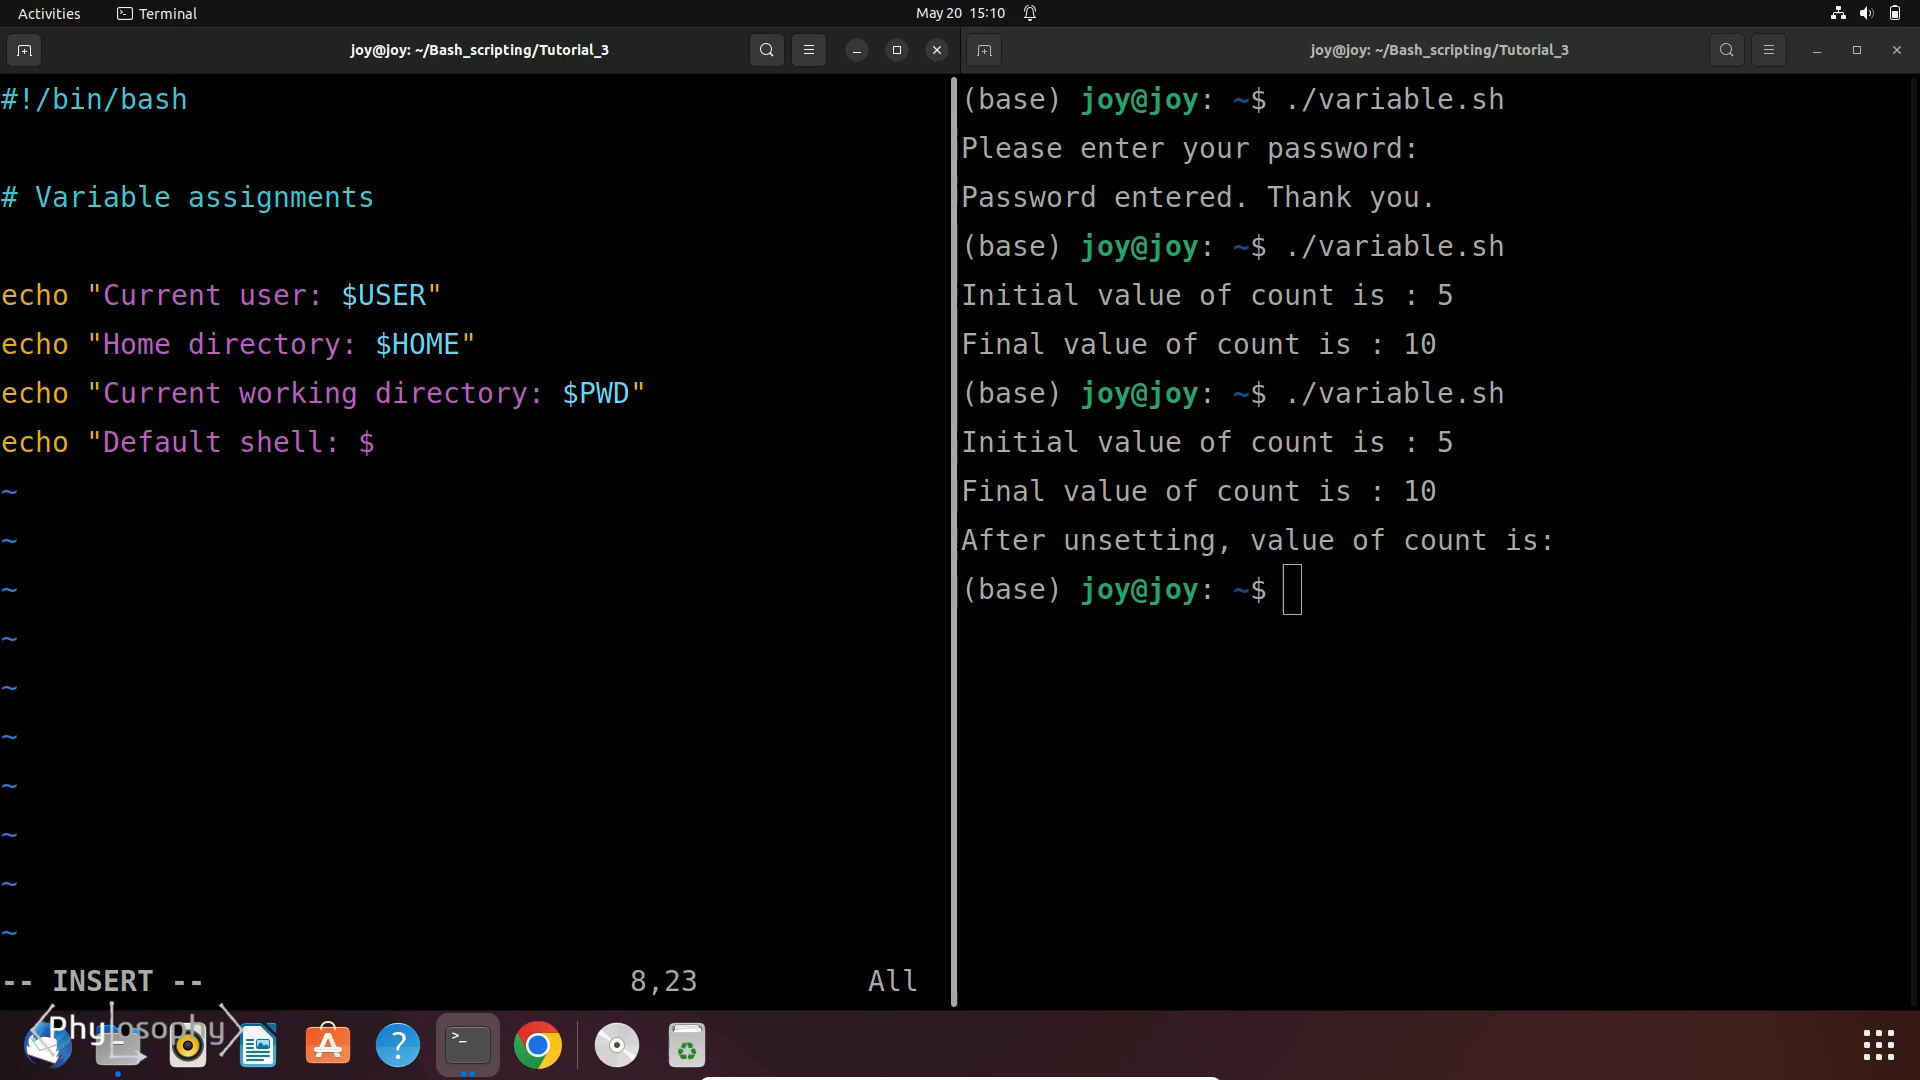 Activities Terminal May 20 15:10
joy@joy: ~/Bash_scripting/Tutorial_3
#!/bin/bash
# Variable assignments
echo "Current user: $USER"
echo "Home directory: $HOME"
echo "Current working directory: $PWD"
echo "Default shell: $
~
~
~
~
~
~
~
~
~
~
-- INSERT -- 8,23 All
joy@joy: ~/Bash_scripting/Tutorial_3
(base) joy@joy: ~$ ./variable.sh
Please enter your password:
Password entered. Thank you.
(base) joy@joy: ~$ ./variable.sh
Initial value of count is : 5
Final value of count is : 10
(base) joy@joy: ~$ ./variable.sh
Initial value of count is : 5
Final value of count is : 10
After unsetting, value of count is:
(base) joy@joy: ~$
Phylosophy